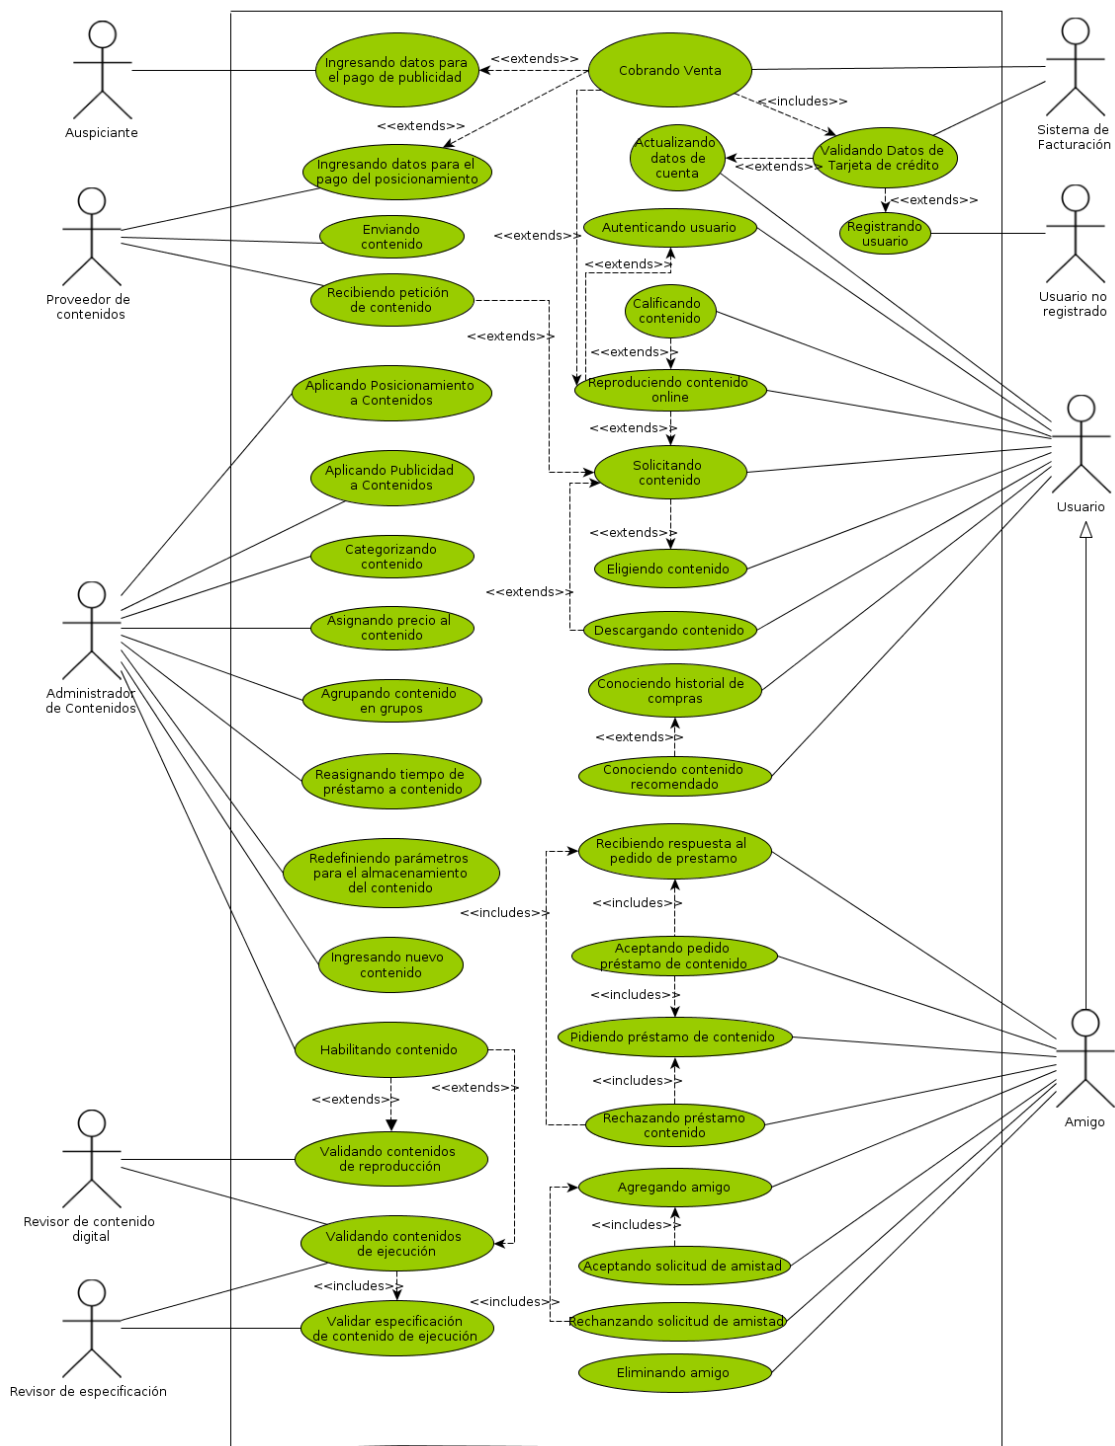 Ingresando datos para
el pago de publicidad
<<extends>>
Cobrando Venta
Auspiciante
Sistema de
Facturación
<<includes>>
<<extends>>
Actualizando
datos de
cuenta
Validando Datos de
Tarjeta de crédito
<<extends>>
Ingresando datos para el
pago del posicionamiento
<<extends>>
Enviando
contenido
<<extends>>
Autenticando usuario
Registrando
usuario
<<extends>>
Proveedor de
contenidos
Recibiendo petición
de contenido
Calificando
contenido
Usuario no
registrado
<<extends>>
<<extends>>
Aplicando Posicionamiento
a Contenidos
Reproduciendo contenido
online
<<extends>>
Aplicando Publicidad
a Contenidos
Solicitando
contenido
Usuario
<<extends>>
Categorizando
contenido
Eligiendo contenido
<<extends>>
Asignando precio al
contenido
Descargando contenido
Administrador
de Contenidos
Agrupando contenido
en grupos
Conociendo historial de
compras
<<extends>>
Reasignando tiempo de
préstamo a contenido
Conociendo contenido
recomendado
Redefiniendo parámetros
para el almacenamiento
del contenido
Recibiendo respuesta al
pedido de prestamo
<<includes>>
<<includes>>
Ingresando nuevo
contenido
Aceptando pedido
préstamo de contenido
<<includes>>
Habilitando contenido
Pidiendo préstamo de contenido
<<extends>>
<<extends>>
<<includes>>
Rechazando préstamo
contenido
Amigo
Validando contenidos
de reproducción
Agregando amigo
Revisor de contenido
digital
Validando contenidos
de ejecución
<<includes>>
Aceptando solicitud de amistad
<<includes>>
<<includes>>
Validar especificación
de contenido de ejecución
Rechanzando solicitud de amistad
Eliminando amigo
Revisor de especificación